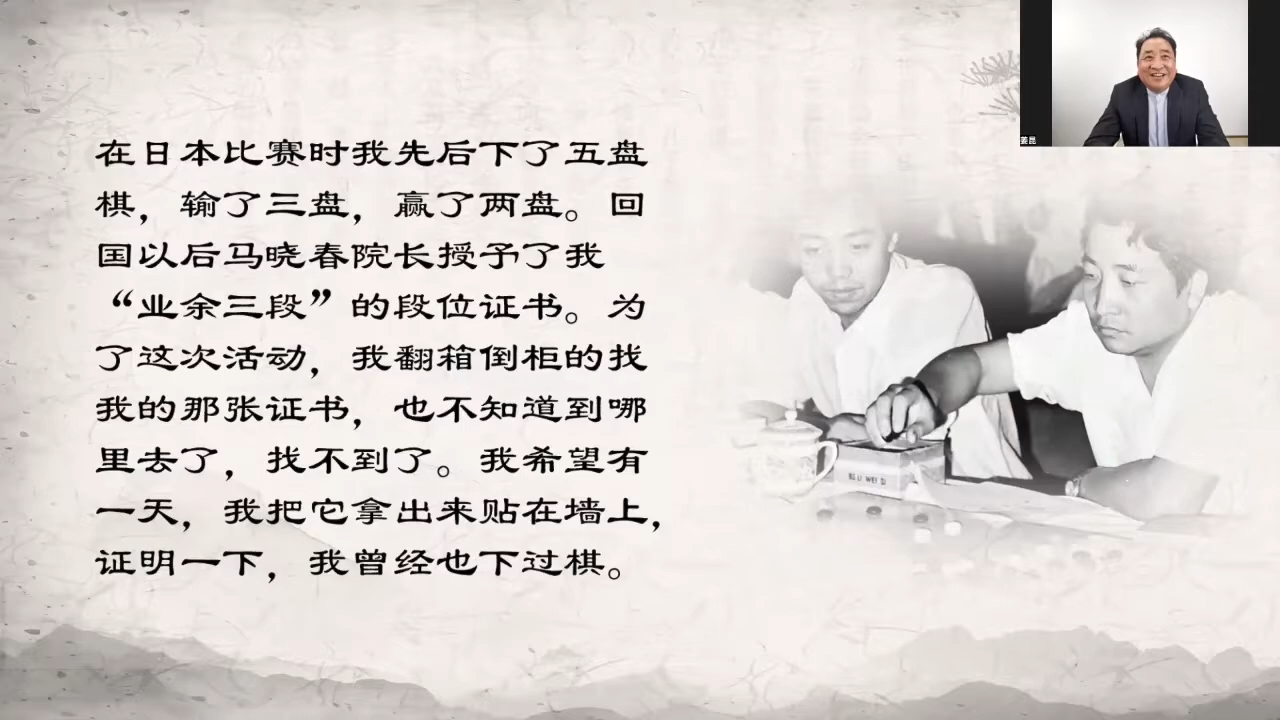 姜昆
在日本比赛时我先后下了五盘
棋，输了三盘，赢了两盘。回
国以后马晓春院长授予了我
“业余三段”的段位证书。为
了这次活动，我翻箱倒柜的找
我的那张证书，也不知道到哪
里去了，找不到了。我希望有
一天，我把它拿出来贴在墙上，
证明一下，我曾经也下过棋。